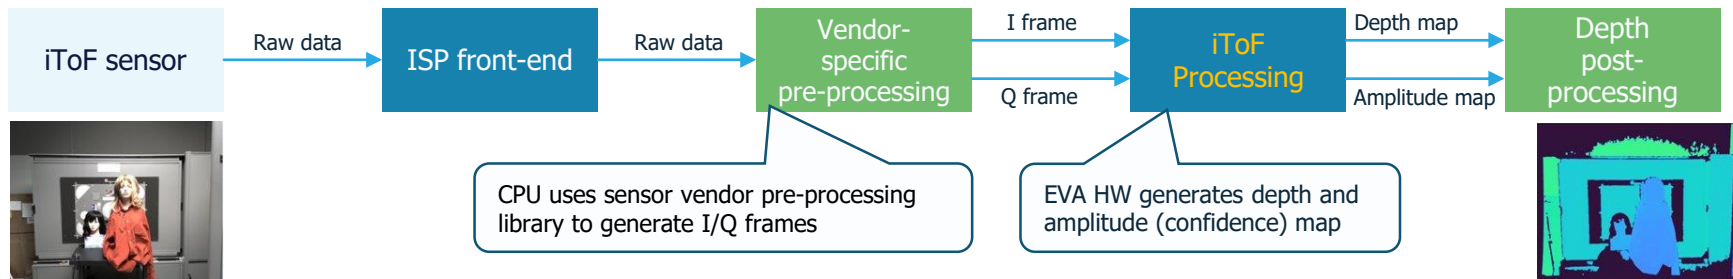 iToF sensor
Raw data
ISP front-end
Raw data
Vendor-
specific
pre-processing
I frame
Q frame
iToF
Processing
Depth map
Amplitude map
Depth
post-
processing
CPU uses sensor vendor pre-processing
library to generate I/Q frames
EVA HW generates depth and
amplitude (confidence) map